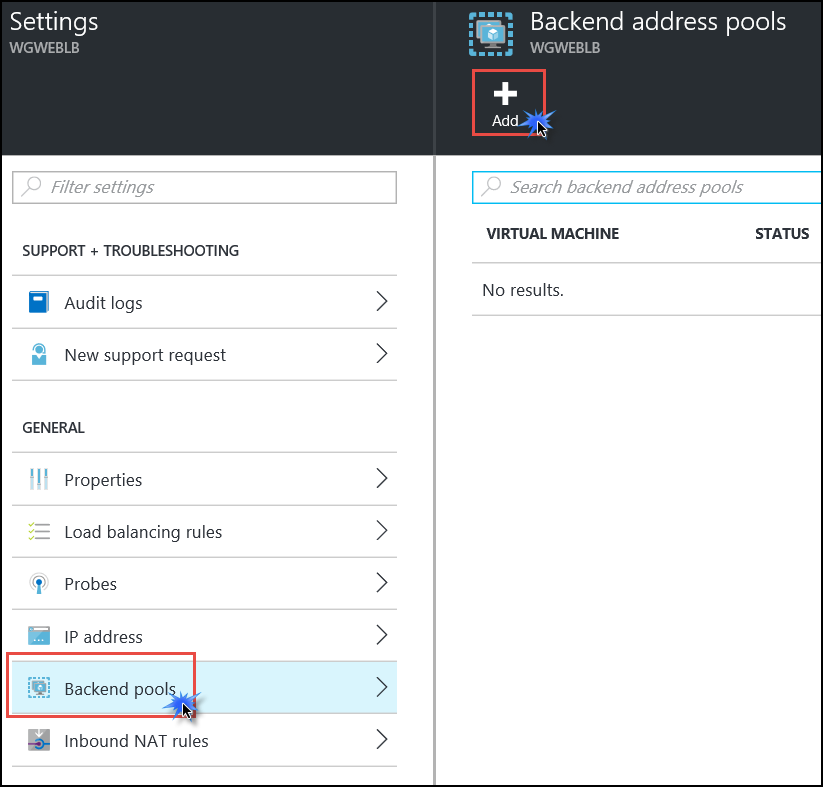 Settings
WGWEBLB
Backend address pools
WGWEBLB
Add
Filter settings
SUPPORT + TROUBLESHOOTING
Audit logs
New support request
GENERAL
Properties
Load balancing rules
Probes
IP address
Backend pools
Inbound NAT rules
Search backend address pools
VIRTUAL MACHINE STATUS
No results.